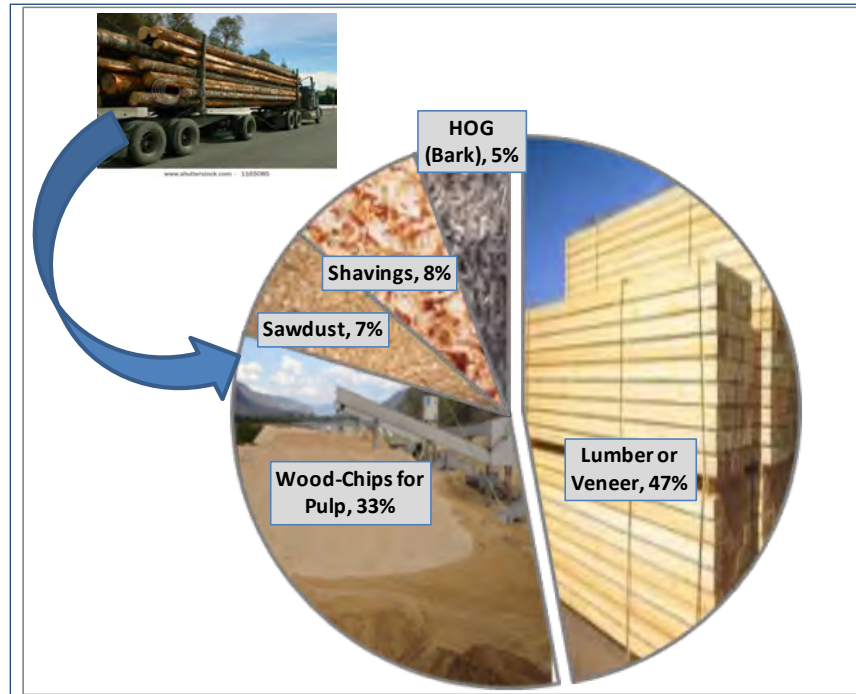 www.shutterstock.com · 1165085
HOG
(Bark), 5%
Shavings, 8%
Sawdust, 7%
Wood-Chips for
Pulp, 33%
Lumber or
Veneer, 47%